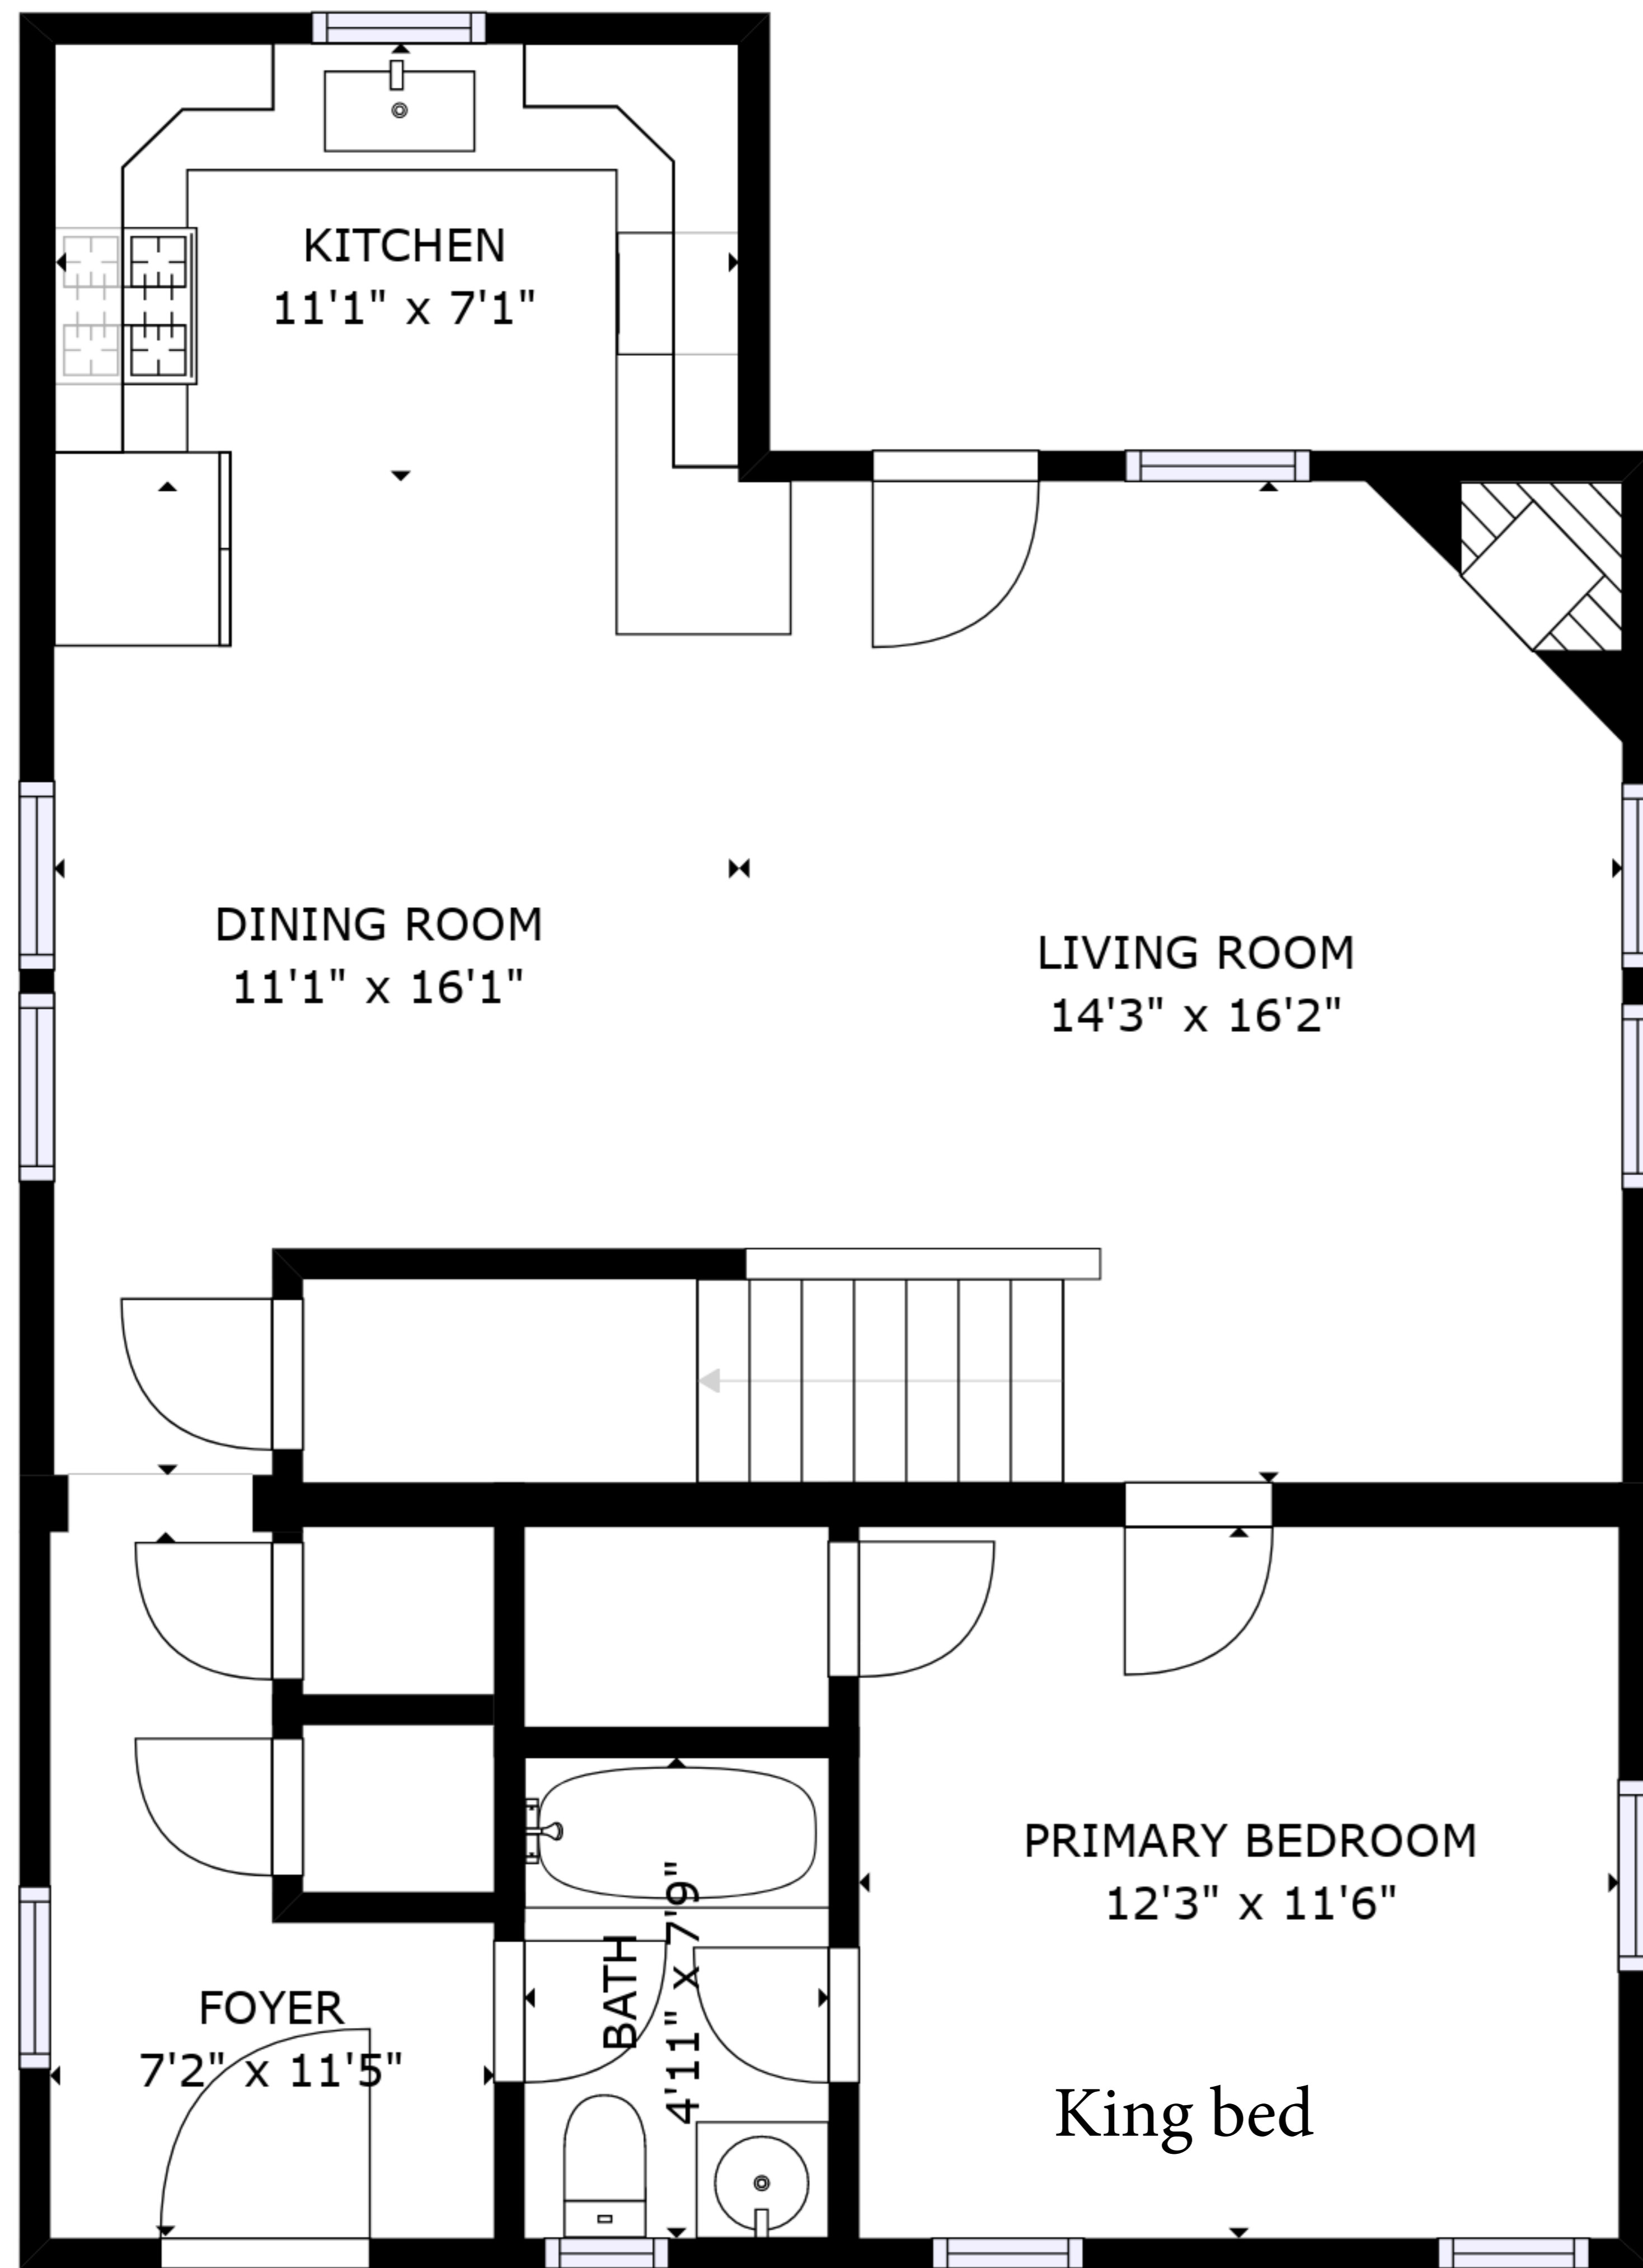 KITCHEN
11'1" x 7'1"
DINING ROOM
11'1" x 16'1"
LIVING ROOM
14'3" x 16'2"
PRIMARY BEDROOM
12'3" x 11'6"
FOYER
7'2" x 11'5"
BATH
4'11" x 7'9"
King bed